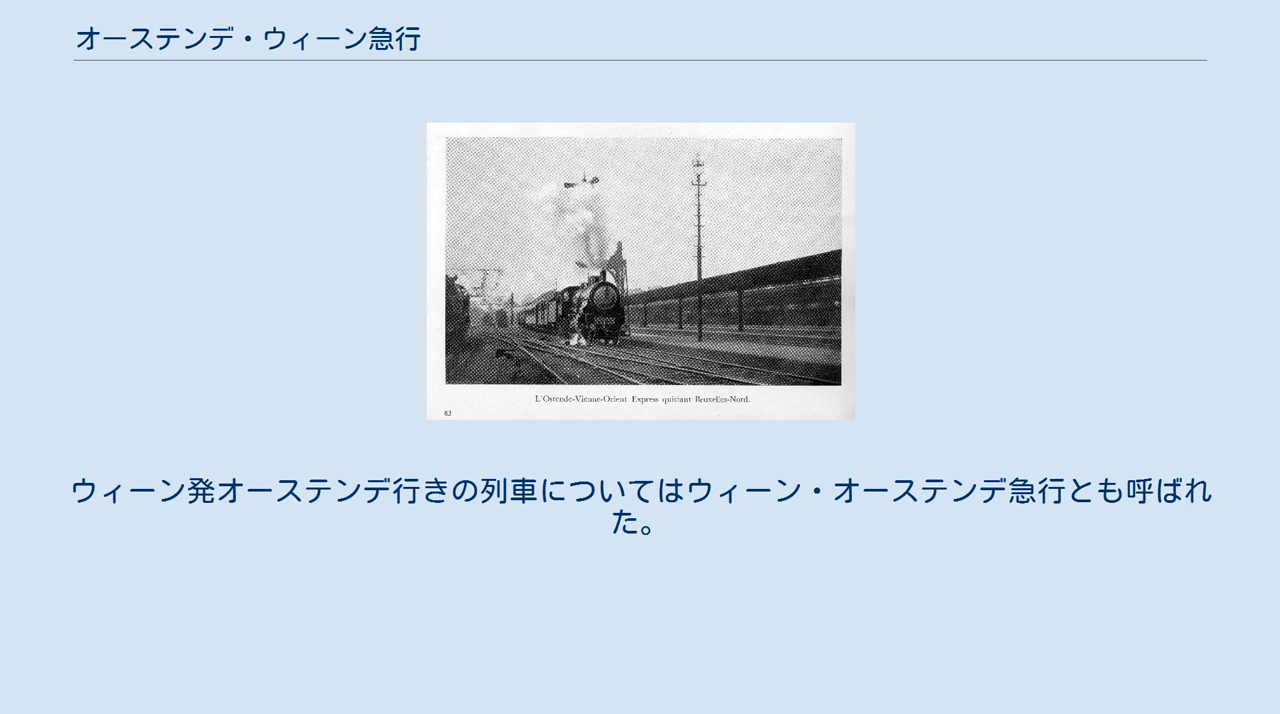 オーステンデ・ウィーン急行
L'Ostende-Vienne-Orient Express quittant Bruxelles-Nord.
62
ウィーン発オーステンデ行きの列車についてはウィーン・オーステンデ急行とも呼ばれ
た。